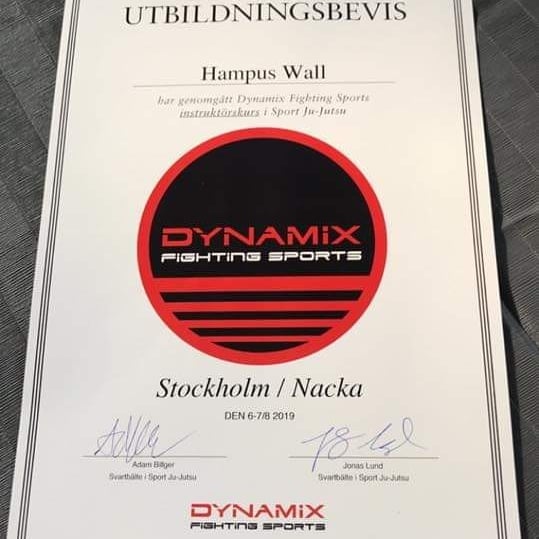 UTBILDNINGSBEVIS
Hampus Wall
har genomgått Dynamix Fighting Sports
instruktörskurs i Sport Ju-Jutsu
DYNAMiX
FIGHTING SPORTS
Stockholm / Nacka
DEN 6-7/8 2019
Adam Billger
Svartbälte i Sport Ju-Jutsu
Jonas Lund
Svartbälte i Sport Ju-Jutsu
DYNAMiX
FIGHTING SPORTS